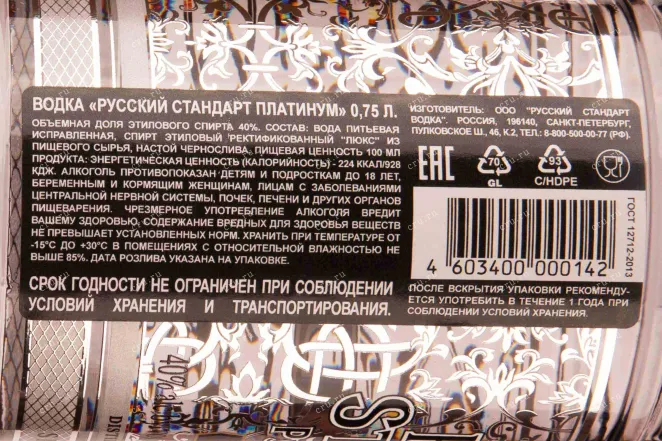 ВОДКА «РУССКИЙ СТАНДАРТ ПЛАТИНУМ» 0,75 Л.
ОБЪЕМНАЯ ДОЛЯ ЭТИЛОВОГО СПИРТА 40%. СОСТАВ: ВОДА ПИТЬЕВАЯ
ИСПРАВЛЕННАЯ, СПИРТ ЭТИЛОВЫЙ РЕКТИФИКОВАННЫЙ "ЛЮКС" ИЗ
ПИЩЕВОГО СЫРЬЯ, НАСТОЙ ЧЕРНОСЛИВА. ПИЩЕВАЯ ЦЕННОСТЬ 100 МЛ
ПРОДУКТА: ЭНЕРГЕТИЧЕСКАЯ ЦЕННОСТЬ (КАЛОРИЙНОСТЬ) - 224 ККАЛ/928
КДЖ. АЛКОГОЛЬ ПРОТИВОПОКАЗАН ДЕТЯМ И ПОДРОСТКАМ ДО 18 ЛЕТ,
БЕРЕМЕННЫМ И КОРМЯЩИМ ЖЕНЩИНАМ, ЛИЦАМ С ЗАБОЛЕВАНИЯМИ
ЦЕНТРАЛЬНОЙ НЕРВНОЙ СИСТЕМЫ, ПОЧЕК, ПЕЧЕНИ И ДРУГИХ ОРГАНОВ
ПИЩЕВАРЕНИЯ. ЧРЕЗМЕРНОЕ УПОТРЕБЛЕНИЕ АЛКОГОЛЯ ВРЕДИТ
ВАШЕМУ ЗДОРОВЬЮ. СОДЕРЖАНИЕ ВРЕДНЫХ ДЛЯ ЗДОРОВЬЯ ВЕЩЕСТВ
НЕ ПРЕВЫШАЕТ УСТАНОВЛЕННЫХ НОРМ. ХРАНИТЬ ПРИ ТЕМПЕРАТУРЕ ОТ
-15°С ДО +30°С В ПОМЕЩЕНИЯХ С ОТНОСИТЕЛЬНОЙ ВЛАЖНОСТЬЮ НЕ
ВЫШЕ 85%. ДАТА РОЗЛИВА УКАЗАНА НА УПАКОВКЕ.
СРОК ГОДНОСТИ НЕ ОГРАНИЧЕН ПРИ СОБЛЮДЕНИИ
УСЛОВИЙ ХРАНЕНИЯ И ТРАНСПОРТИРОВАНИЯ.
ИЗГОТОВИТЕЛЬ: ООО "РУССКИЙ СТАНДАРТ
ВОДКА". РОССИЯ, 196140, САНКТ-ПЕТЕРБУРГ,
ПУЛКОВСКОЕ Ш., 46, К.2, ТЕЛ.: 8-800-500-00-77 (РФ).
ЕАС
70
GL
93
C/HDPE
ГОСТ 12712-2013
4 603400 000142
ПОСЛЕ ВСКРЫТИЯ УПАКОВКИ РЕКОМЕНДУ-
ЕТСЯ УПОТРЕБИТЬ В ТЕЧЕНИЕ 1 ГОДА ПРИ
СОБЛЮДЕНИИ УСЛОВИЙ ХРАНЕНИЯ.